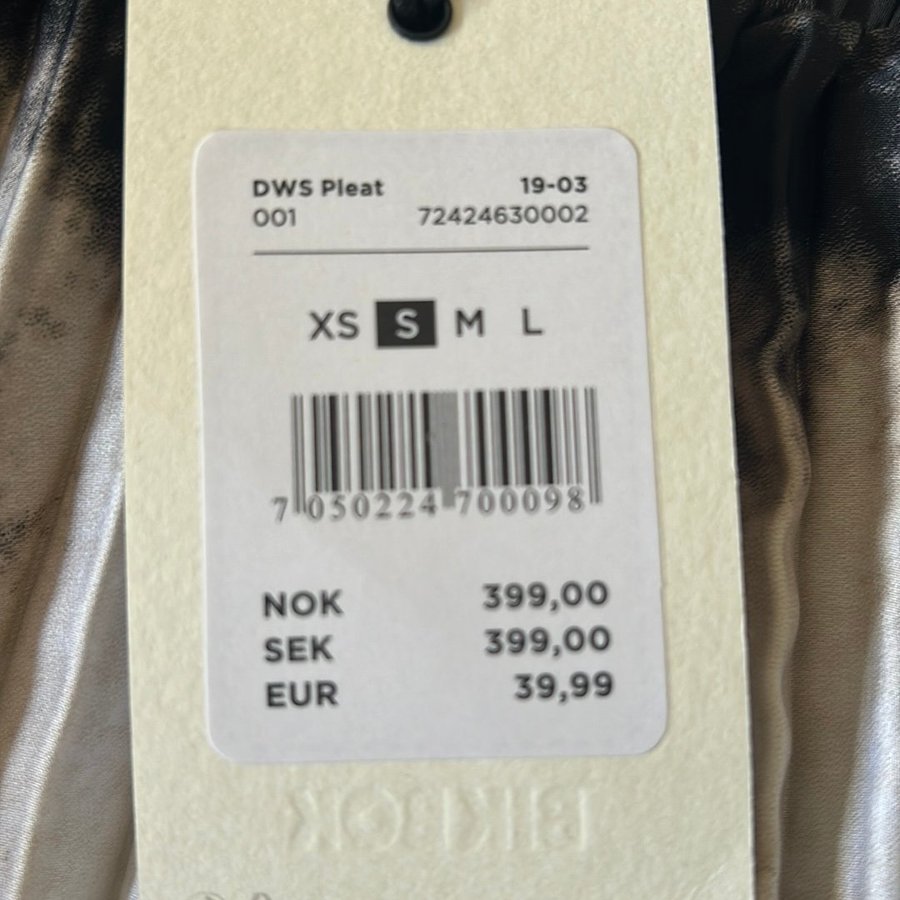 DWS Pleat 19-03
001 72424630002
XS S M L
7 050224 700098
NOK 399,00
SEK 399,00
EUR 39,99
BIKBOK